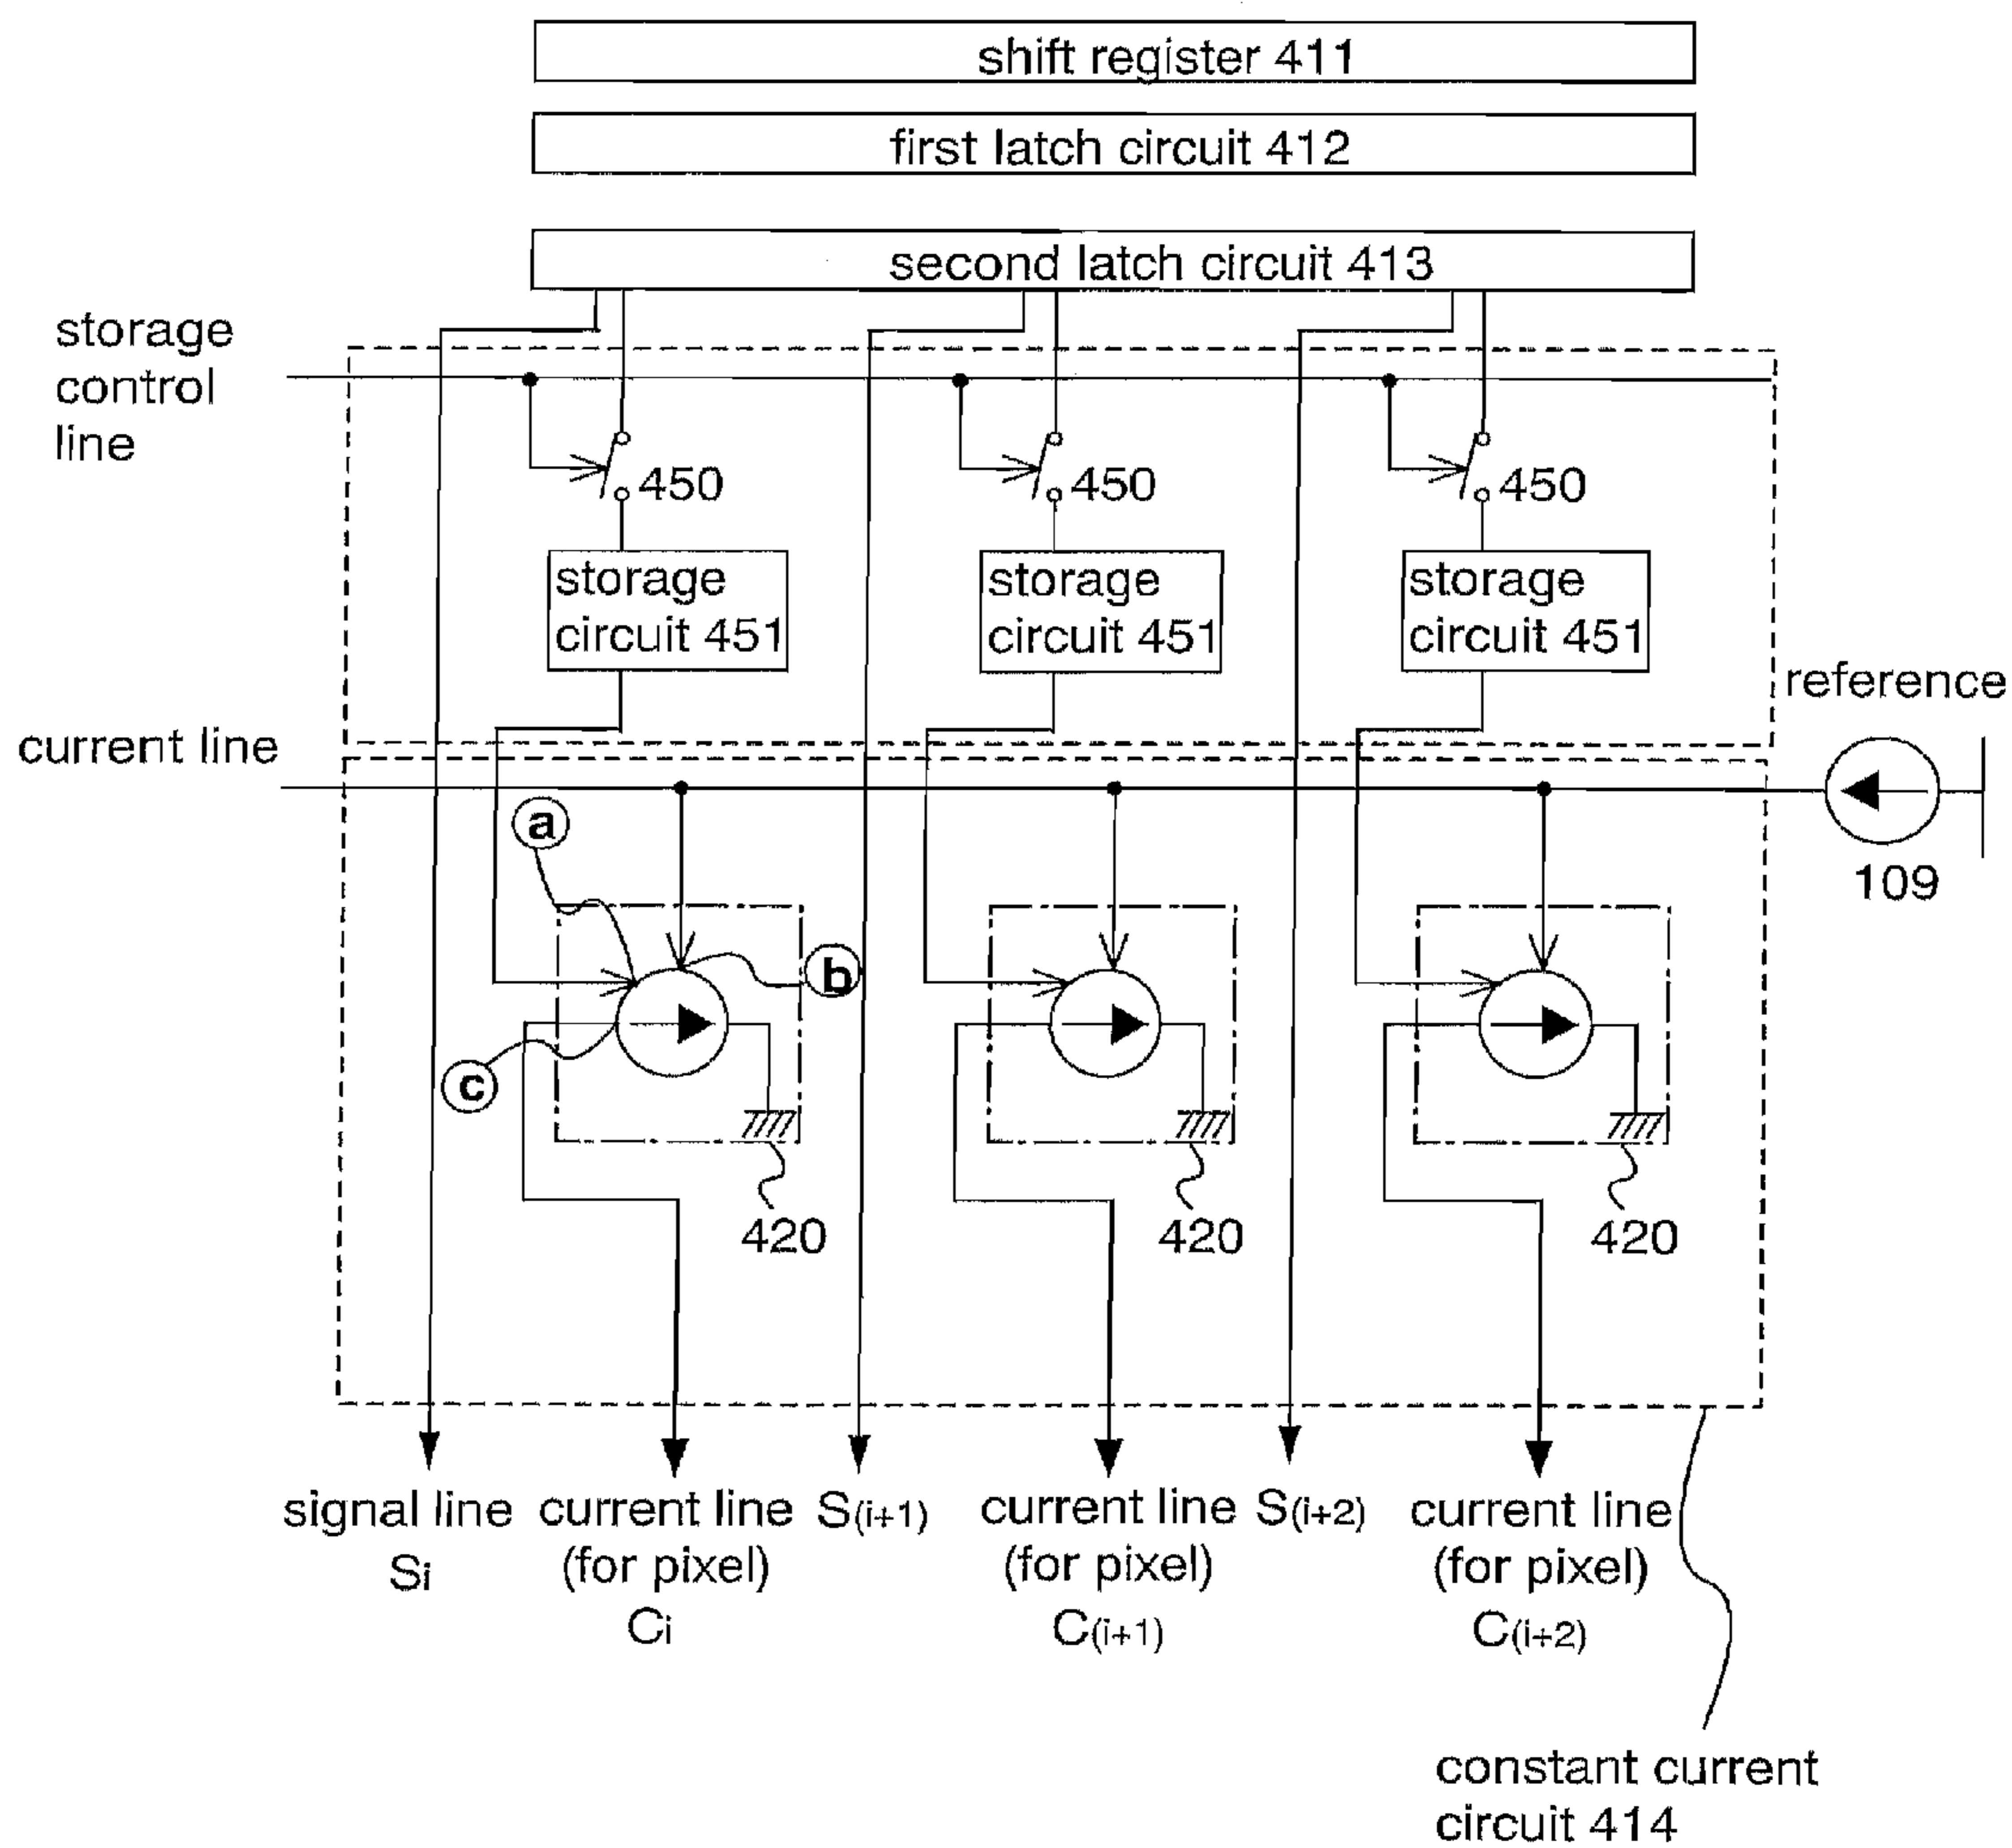 shift register 411
first latch circuit 412
second latch circuit 413
storage
control
line
450
450
450
storage
circuit 451
storage
circuit 451
storage
circuit 451
reference
current line
109
a
b
c
420
420
420
signal line
Si
current line
(for pixel)
Ci
S(i+1)
current line
(for pixel)
C(i+1)
S(i+2)
current line
(for pixel)
C(i+2)
constant current
circuit 414